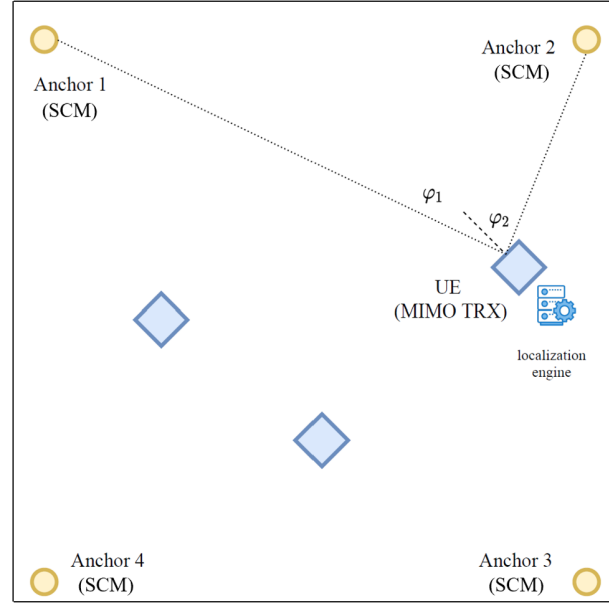 Anchor 1
(SCM)
Anchor 2
(SCM)
φ1
φ2
UE
(MIMO TRX)
localization
engine
Anchor 4
(SCM)
Anchor 3
(SCM)